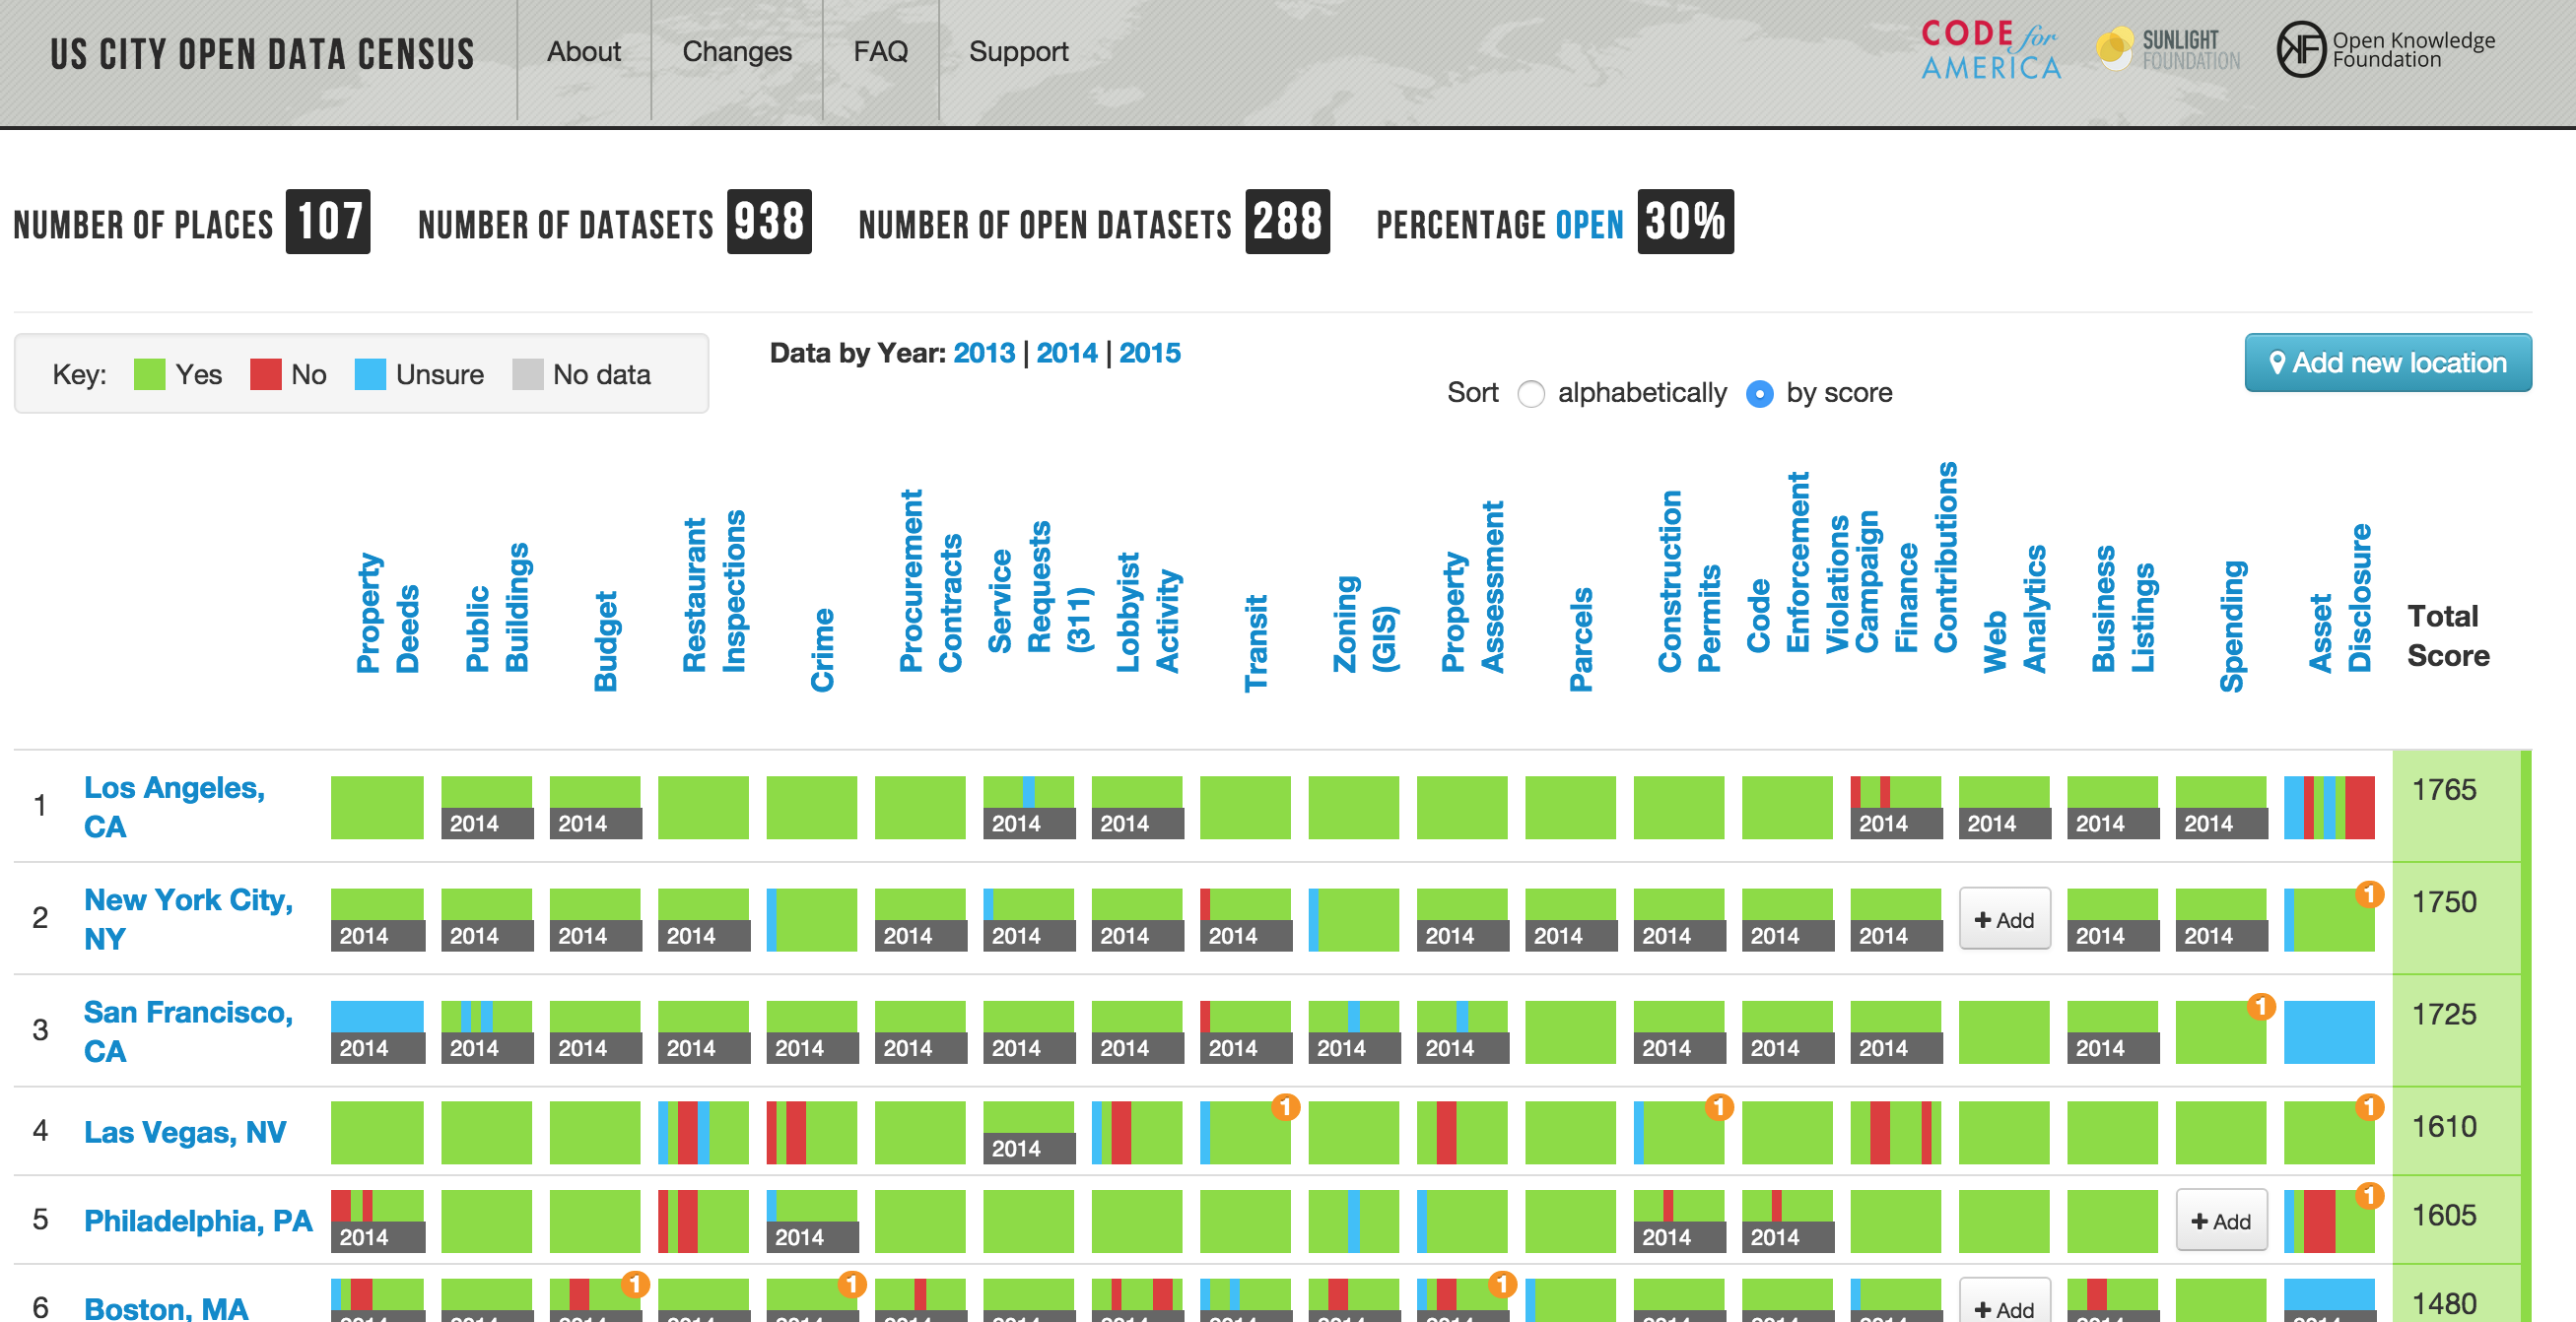 US CITY OPEN DATA CENSUS
About
Changes
FAQ
Support
CODE for
AMERICA
SUNLIGHT
FOUNDATION
Open Knowledge
Foundation
NUMBER OF PLACES 107
NUMBER OF DATASETS 938
NUMBER OF OPEN DATASETS 288
PERCENTAGE OPEN 30%
Key: Yes No Unsure No data
Data by Year: 2013 | 2014 | 2015
Sort alphabetically by score
Add new location
Property
Deeds
Public
Buildings
Budget
Restaurant
Inspections
Crime
Procurement
Contracts
Service
Requests
(311)
Lobbyist
Activity
Transit
Zoning
(GIS)
Property
Assessment
Parcels
Construction
Permits
Code
Enforcement
Violations
Campaign
Finance
Contributions
Web
Analytics
Business
Listings
Spending
Asset
Disclosure
Total
Score
1
Los Angeles,
CA
2014 2014 2014 2014 2014 2014 2014 2014
1765
2
New York City,
NY
2014 2014 2014 2014 2014 2014 2014 2014 2014 2014 2014 2014 2014 + Add 2014 2014 1
1750
3
San Francisco,
CA
2014 2014 2014 2014 2014 2014 2014 2014 2014 2014 2014 2014 2014 2014 2014 1
1725
4
Las Vegas, NV
2014 1 1 1
1610
5
Philadelphia, PA
2014 2014 2014 2014 + Add 1
1605
6
Boston, MA
1 1 1 + Add
1480